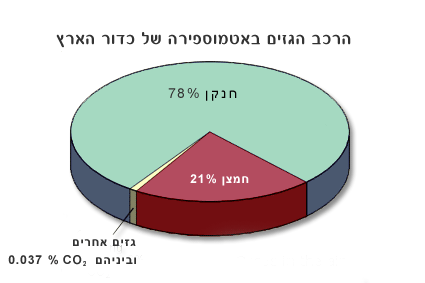 הרכב הגזים באטמוספירה של כדור הארץ
חנקן 78%
חמצן 21%
גזים אחרים
וביניהם 0.037 % CO₂